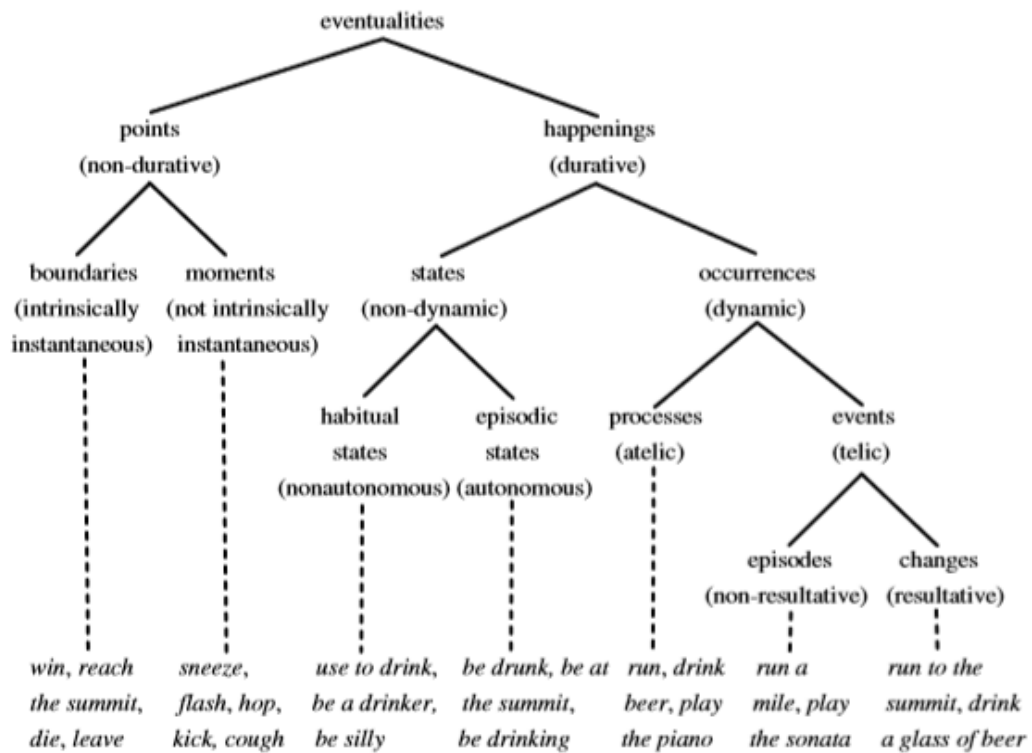 eventualities
points happenings
(non-durative) (durative)
boundaries moments states occurrences
(intrinsically (not intrinsically (non-dynamic) (dynamic)
instantaneous) instantaneous)
habitual episodic processes events
states states (atelic) (telic)
(nonautonomous) (autonomous)
episodes changes
(non-resultative) (resultative)
win, reach sneeze, use to drink, be drunk, be at run, drink run a run to the
the summit, flash, hop, be a drinker, the summit, beer, play mile, play summit, drink
die, leave kick, cough be silly be drinking the piano the sonata a glass of beer